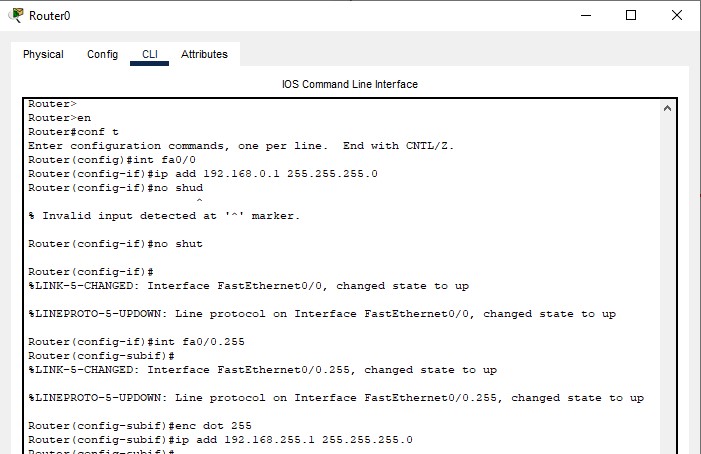 Router0
Physical Config CLI Attributes
IOS Command Line Interface
Router>
Router>en
Router#conf t
Enter configuration commands, one per line.  End with CNTL/Z.
Router(config)#int fa0/0
Router(config-if)#ip add 192.168.0.1 255.255.255.0
Router(config-if)#no shud
^
% Invalid input detected at '^' marker.
Router(config-if)#no shut
Router(config-if)#
%LINK-5-CHANGED: Interface FastEthernet0/0, changed state to up
%LINEPROTO-5-UPDOWN: Line protocol on Interface FastEthernet0/0, changed state to up
Router(config-if)#int fa0/0.255
Router(config-subif)#
%LINK-5-CHANGED: Interface FastEthernet0/0.255, changed state to up
%LINEPROTO-5-UPDOWN: Line protocol on Interface FastEthernet0/0.255, changed state to up
Router(config-subif)#enc dot 255
Router(config-subif)#ip add 192.168.255.1 255.255.255.0
Router(config-subif)#